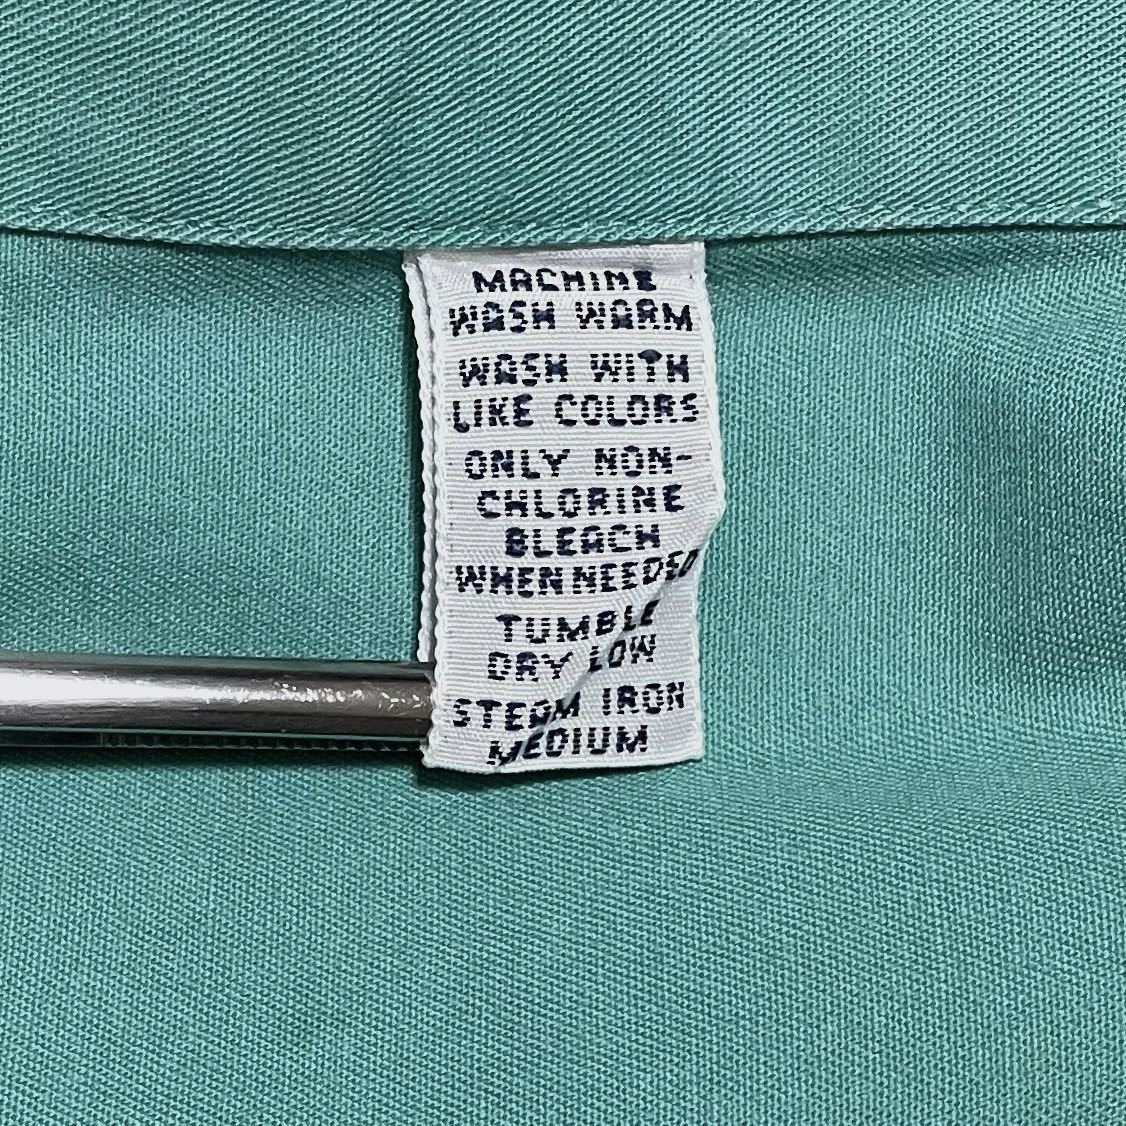 MACHINE
WASH WARM
WASH WITH
LIKE COLORS
ONLY NON-
CHLORINE
BLEACH
WHEN NEEDED
TUMBLE
DRY LOW
STEAM IRON
MEDIUM